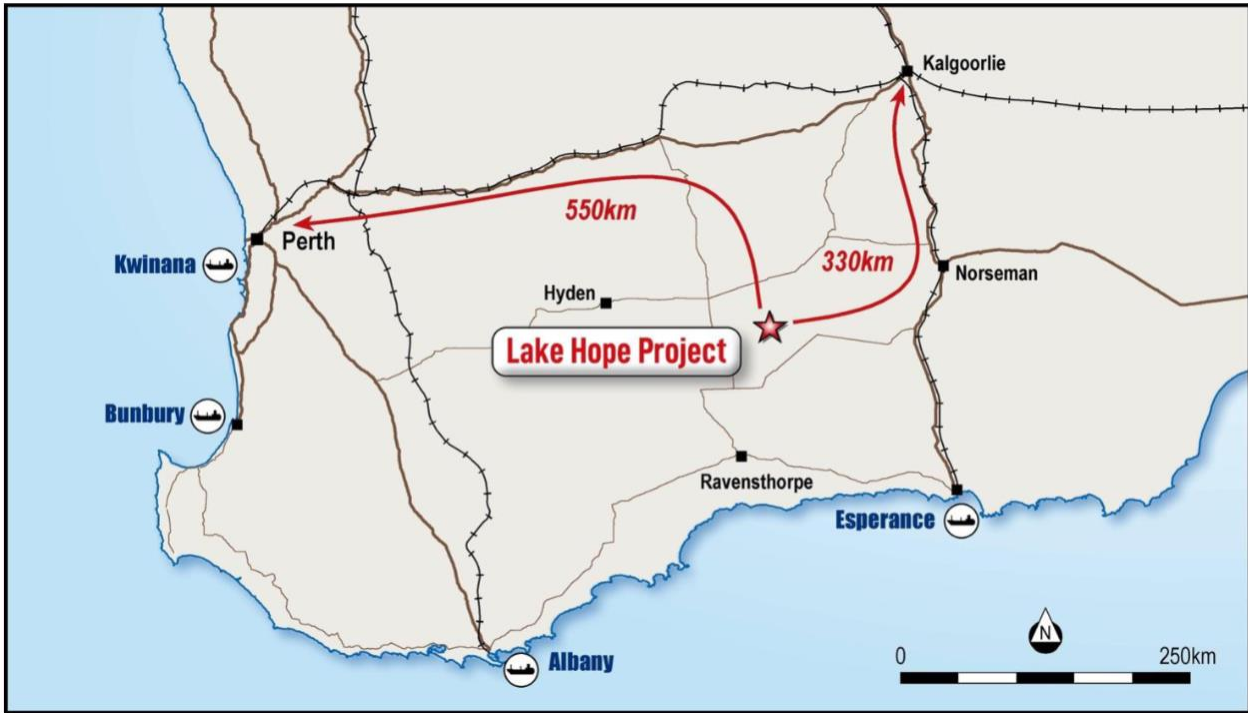 Kalgoorlie
550km
Perth
Kwinana
330km
Norseman
Hyden
Lake Hope Project
Bunbury
Ravensthorpe
Esperance
N
Albany
0 250km